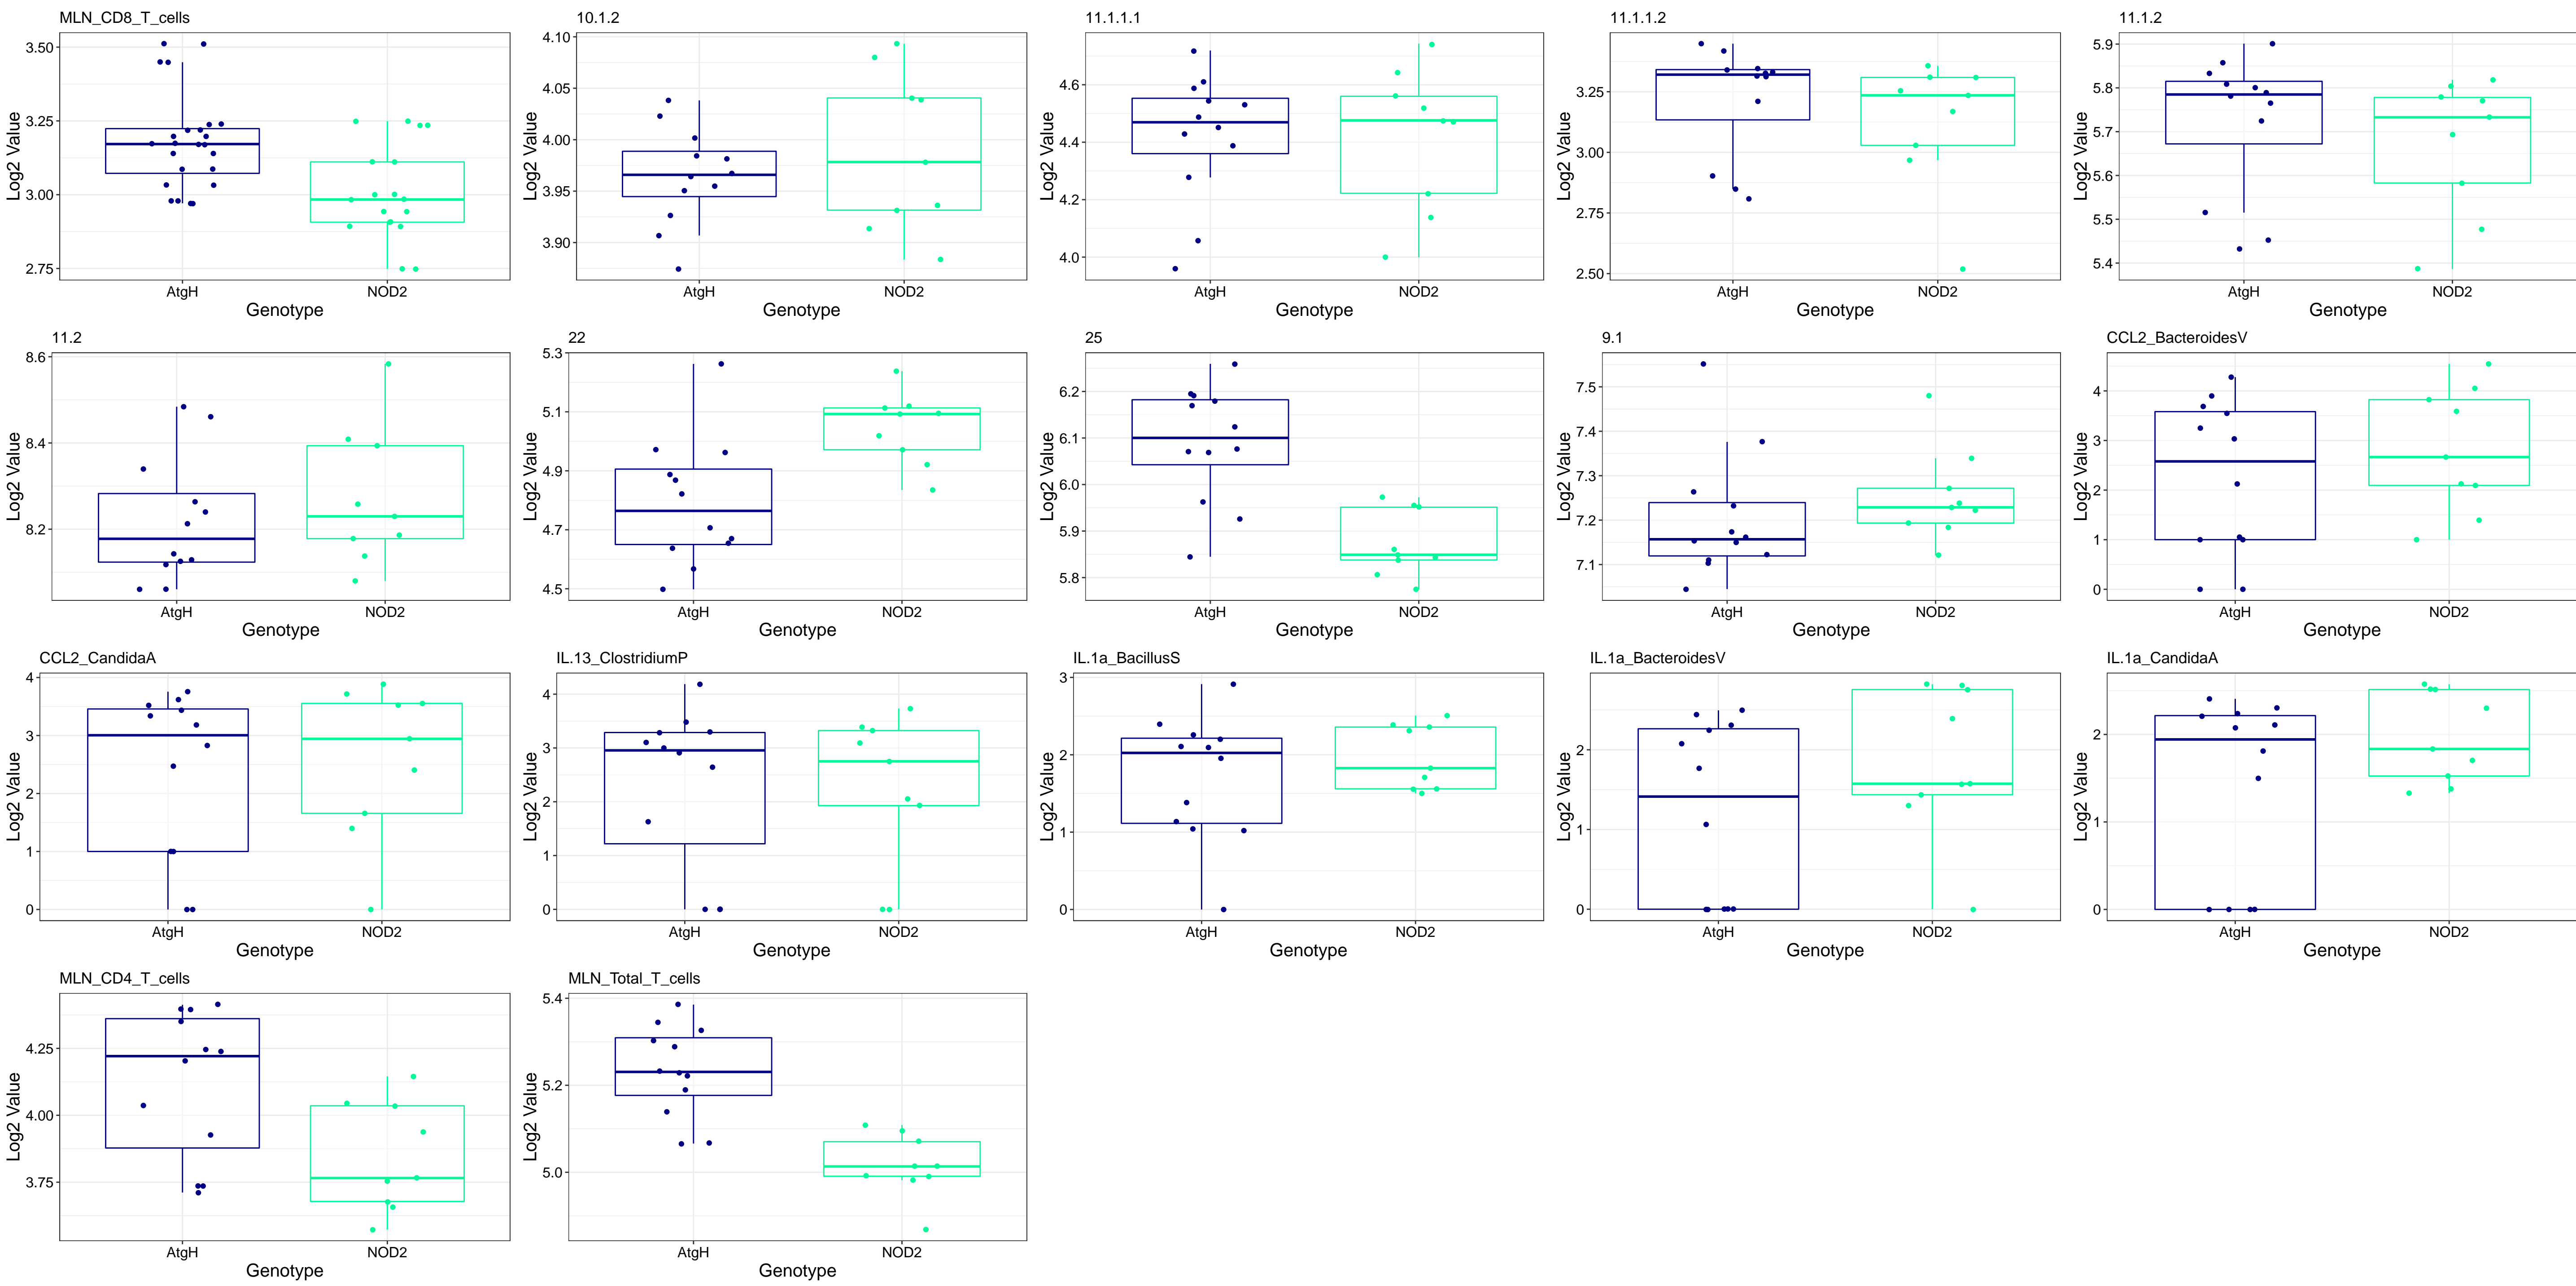 MLN_CD8_T_cells
Log2 Value
3.50
3.25
3.00
2.75
AtgH NOD2
Genotype
10.1.2
Log2 Value
4.10
4.05
4.00
3.95
3.90
AtgH NOD2
Genotype
11.1.1.1
Log2 Value
4.6
4.4
4.2
4.0
AtgH NOD2
Genotype
11.1.1.2
Log2 Value
3.25
3.00
2.75
2.50
AtgH NOD2
Genotype
11.1.2
Log2 Value
5.9
5.8
5.7
5.6
5.5
5.4
AtgH NOD2
Genotype
11.2
Log2 Value
8.6
8.4
8.2
AtgH NOD2
Genotype
22
Log2 Value
5.3
5.1
4.9
4.7
4.5
AtgH NOD2
Genotype
25
Log2 Value
6.2
6.1
6.0
5.9
5.8
AtgH NOD2
Genotype
9.1
Log2 Value
7.5
7.4
7.3
7.2
7.1
AtgH NOD2
Genotype
CCL2_BacteroidesV
Log2 Value
4
3
2
1
0
AtgH NOD2
Genotype
CCL2_CandidaA
Log2 Value
4
3
2
1
0
AtgH NOD2
Genotype
IL.13_ClostridiumP
Log2 Value
4
3
2
1
0
AtgH NOD2
Genotype
IL.1a_BacillusS
Log2 Value
3
2
1
0
AtgH NOD2
Genotype
IL.1a_BacteroidesV
Log2 Value
2
1
0
AtgH NOD2
Genotype
IL.1a_CandidaA
Log2 Value
2
1
0
AtgH NOD2
Genotype
MLN_CD4_T_cells
Log2 Value
4.25
4.00
3.75
AtgH NOD2
Genotype
MLN_Total_T_cells
Log2 Value
5.4
5.2
5.0
AtgH NOD2
Genotype